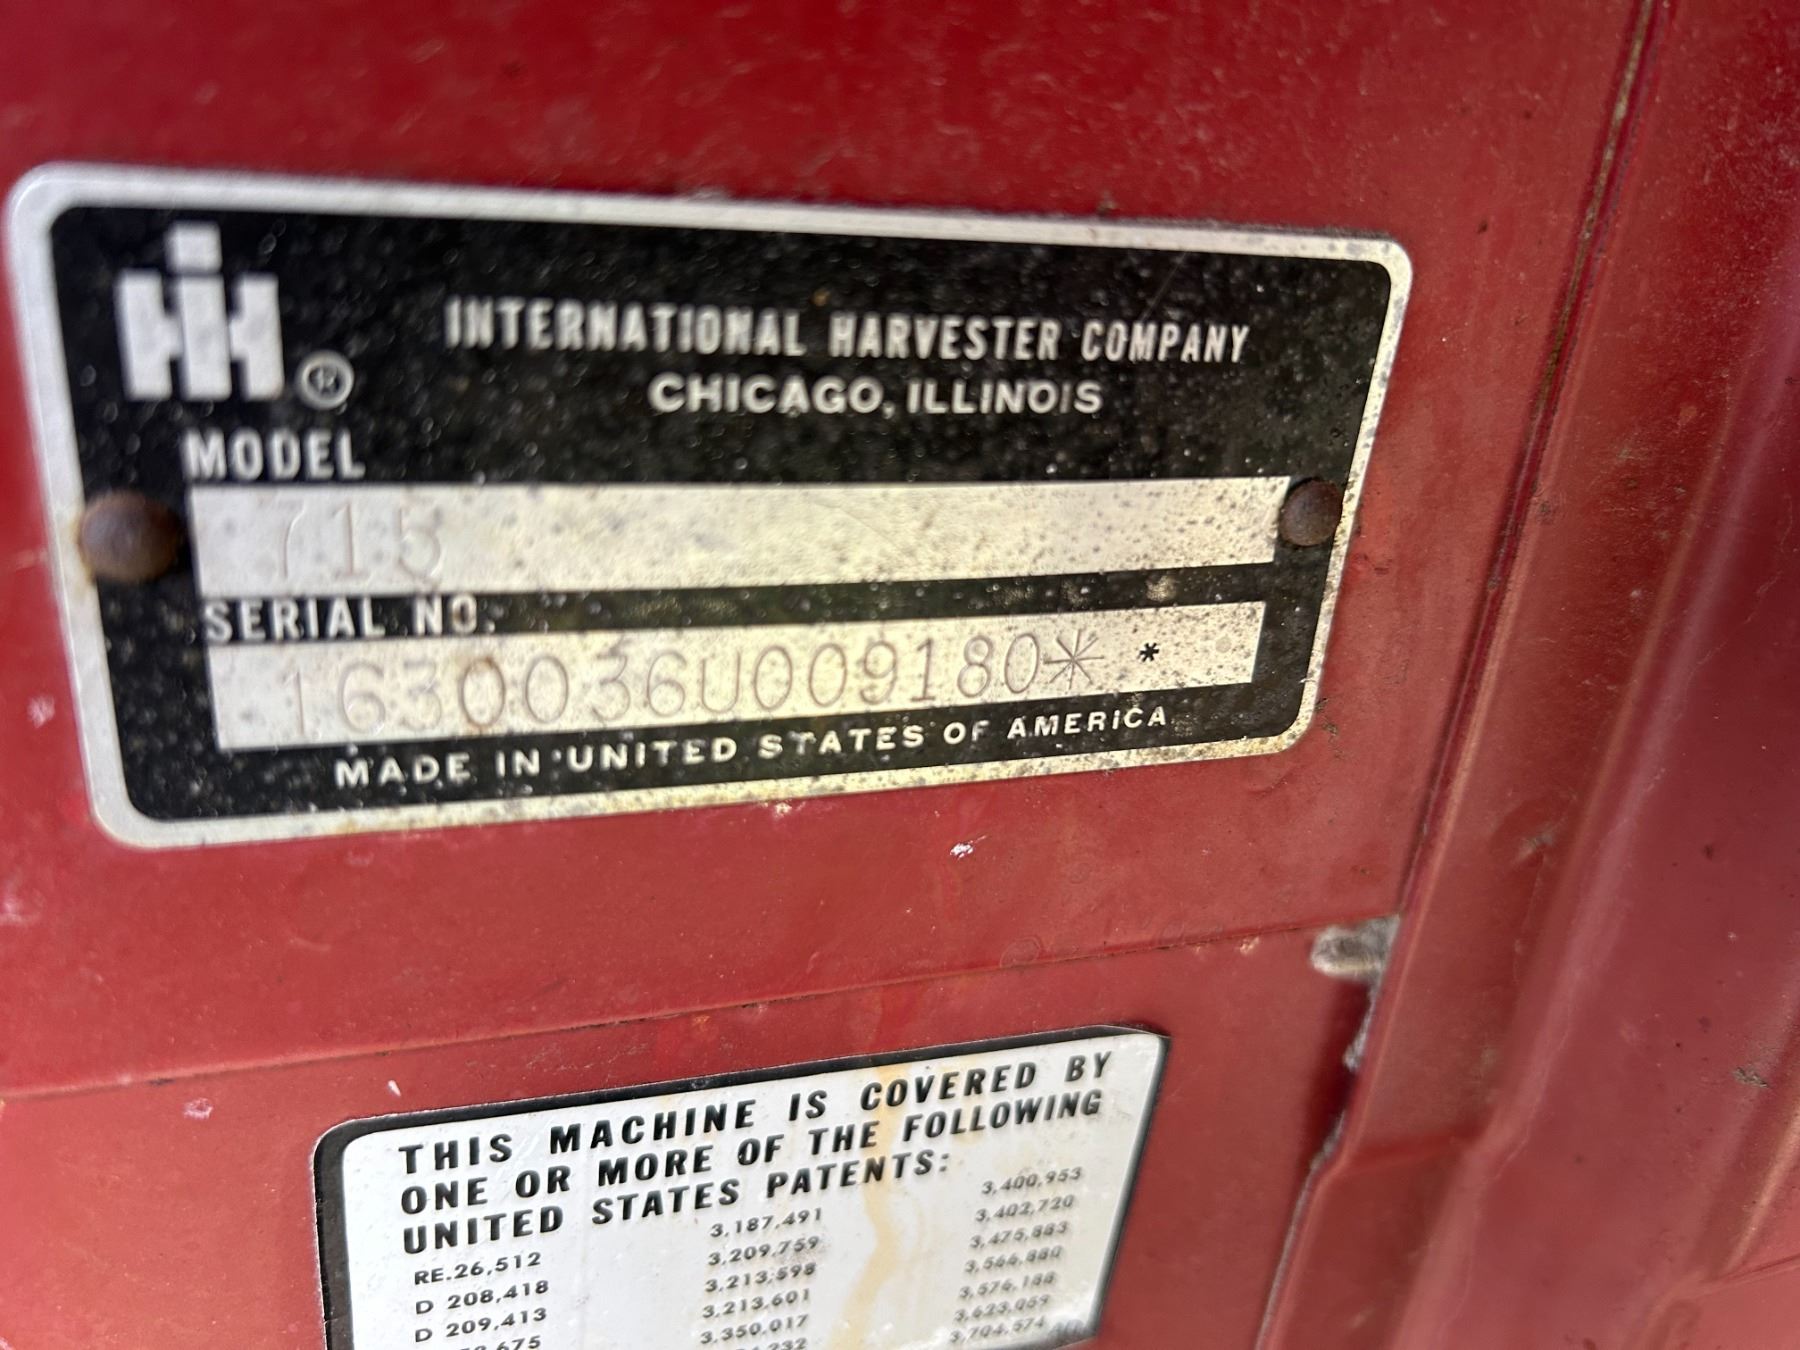 IH ®
INTERNATIONAL HARVESTER COMPANY
CHICAGO, ILLINOIS
MODEL
715
SERIAL NO.
1630036U009180* *
MADE IN UNITED STATES OF AMERICA
THIS MACHINE IS COVERED BY
ONE OR MORE OF THE FOLLOWING
UNITED STATES PATENTS:
RE.26,512
D 208,418
D 209,413
3,187,491
3,209,759
3,213,598
3,213,601
3,350,017
3,400,953
3,402,720
3,475,883
3,566,880
3,576,188
3,623,059
3,704,574